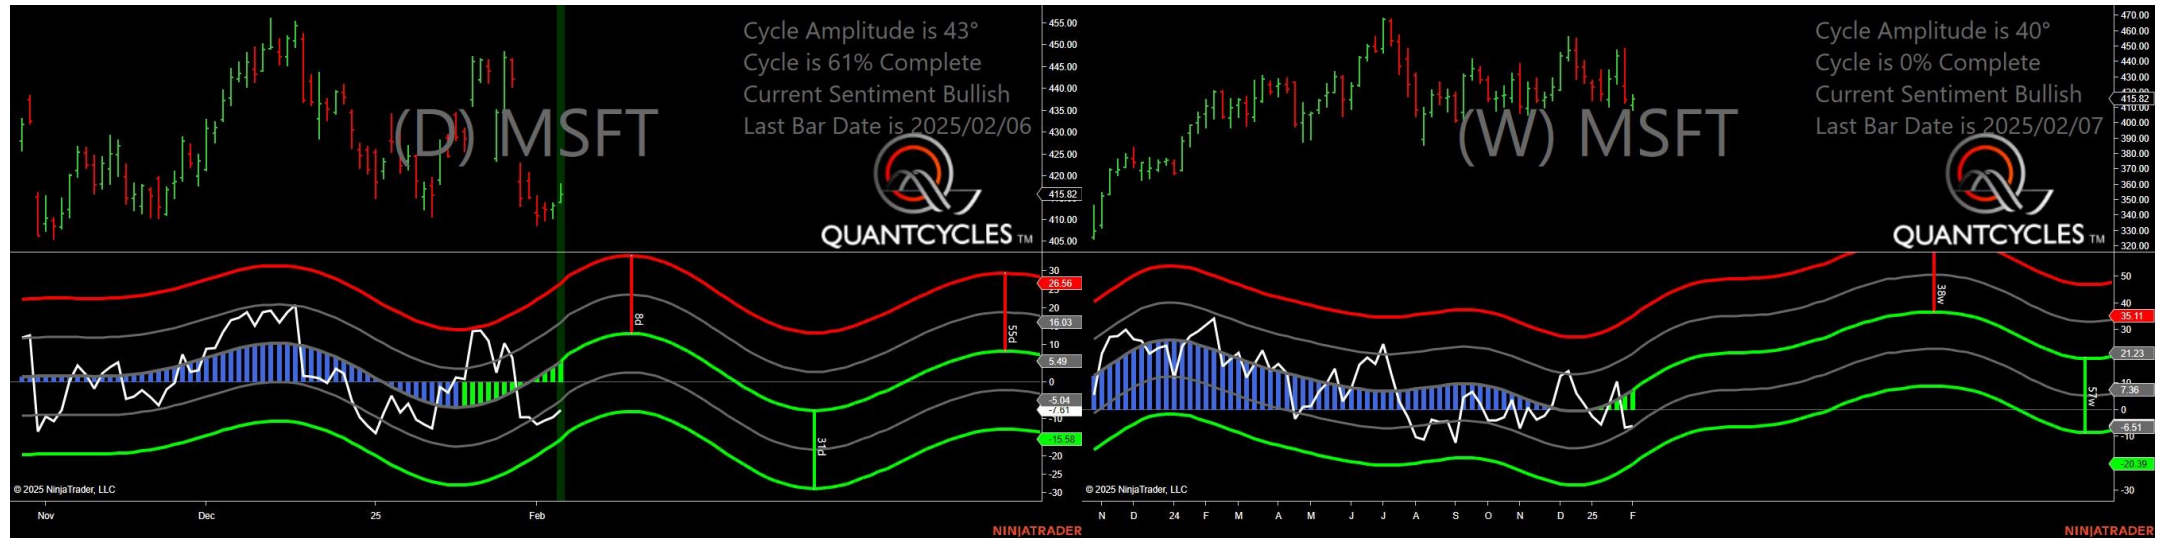 Cycle Amplitude is 43°
Cycle is 61% Complete
Current Sentiment Bullish
Last Bar Date is 2025/02/06
(D) MSFT
QUANTCYCLES TM
455.00
450.00
445.00
440.00
435.00
430.00
425.00
420.00
415.82
410.00
405.00
8d
31d
55d
30
26.56
20
16.03
10
5.49
0
-5.04
-7.61
-10
-15.58
-20
-25
-30
© 2025 NinjaTrader, LLC
Nov
Dec
25
Feb
NINJATRADER
Cycle Amplitude is 40°
Cycle is 0% Complete
Current Sentiment Bullish
Last Bar Date is 2025/02/07
(W) MSFT
QUANTCYCLES TM
470.00
460.00
450.00
440.00
430.00
415.82
410.00
400.00
390.00
380.00
370.00
360.00
350.00
340.00
330.00
320.00
38w
57w
50
40
35.11
30
21.23
10
7.36
0
-6.51
-10
-20.39
-30
© 2025 NinjaTrader, LLC
N D 24 F M A M J J A S O N D 25 F
NINJATRADER